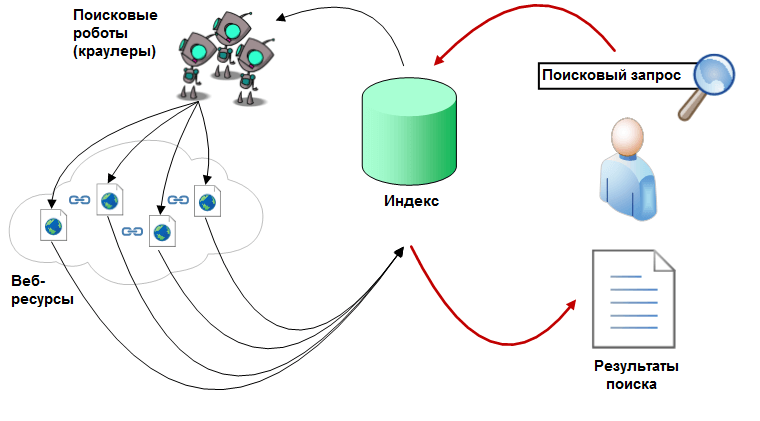 Поисковые
роботы
(краулеры)
Поисковый запрос
Индекс
Веб-
ресурсы
Результаты
поиска